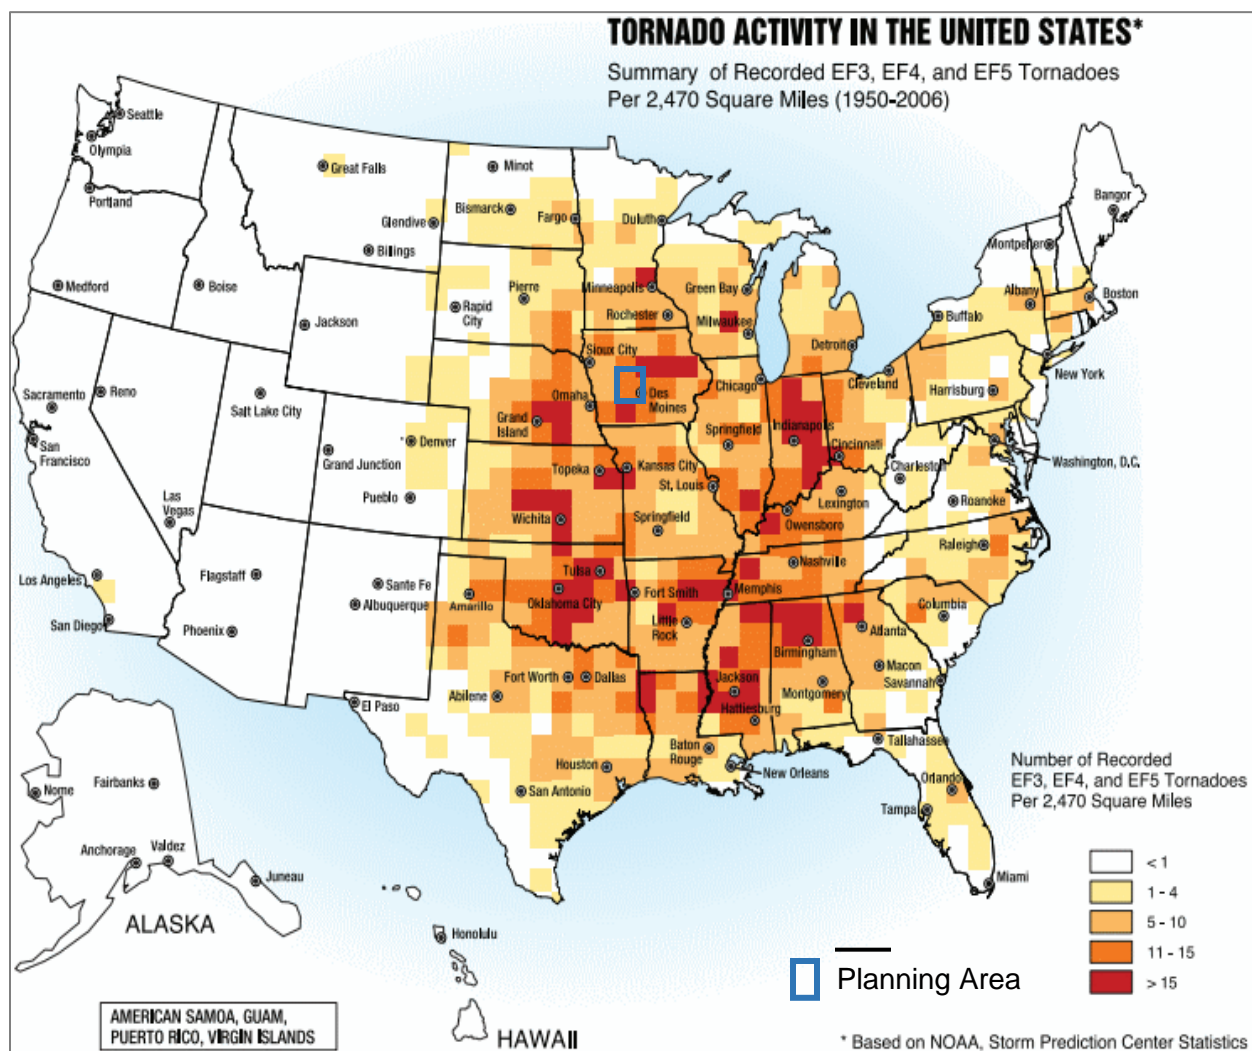 TORNADO ACTIVITY IN THE UNITED STATES*
Summary of Recorded EF3, EF4, and EF5 Tornadoes
Per 2,470 Square Miles (1950-2006)
Seattle
Olympia
Portland
Medford
Boise
Great Falls
Glendive
Billings
Jackson
Minot
Bismarck
Fargo
Duluth
Pierre
Rapid
City
Minneapolis
Rochester
Green Bay
Milwaukee
Detroit
Bangor
Montpelier
Albany
Boston
Buffalo
New York
Cleveland
Harrisburg
Washington, D.C.
Sioux City
Omaha
Des
Moines
Chicago
Grand
Island
Springfield
Indianapolis
Cincinnati
Charleston
Roanoke
Sacramento
Reno
San
Francisco
Salt Lake City
Denver
Grand Junction
Pueblo
Las
Vegas
Topeka
Kansas City
St. Louis
Lexington
Owensboro
Wichita
Springfield
Nashville
Raleigh
Los Angeles
San Diego
Flagstaff
Phoenix
Sante Fe
Albuquerque
Amarillo
Tulsa
Oklahoma City
Fort Smith
Memphis
Little
Rock
Columbia
Atlanta
Birmingham
Macon
Savannah
Montgomery
Jackson
Hattiesburg
Fort Worth
Dallas
Abilene
El Paso
Baton
Rouge
New Orleans
Tallahassee
Houston
San Antonio
Orlando
Tampa
Miami
Fairbanks
Nome
Anchorage
Valdez
Juneau
ALASKA
Honolulu
HAWAII
AMERICAN SAMOA, GUAM,
PUERTO RICO, VIRGIN ISLANDS
Number of Recorded
EF3, EF4, and EF5 Tornadoes
Per 2,470 Square Miles
< 1
1 - 4
5 - 10
11 - 15
> 15
Planning Area
* Based on NOAA, Storm Prediction Center Statistics